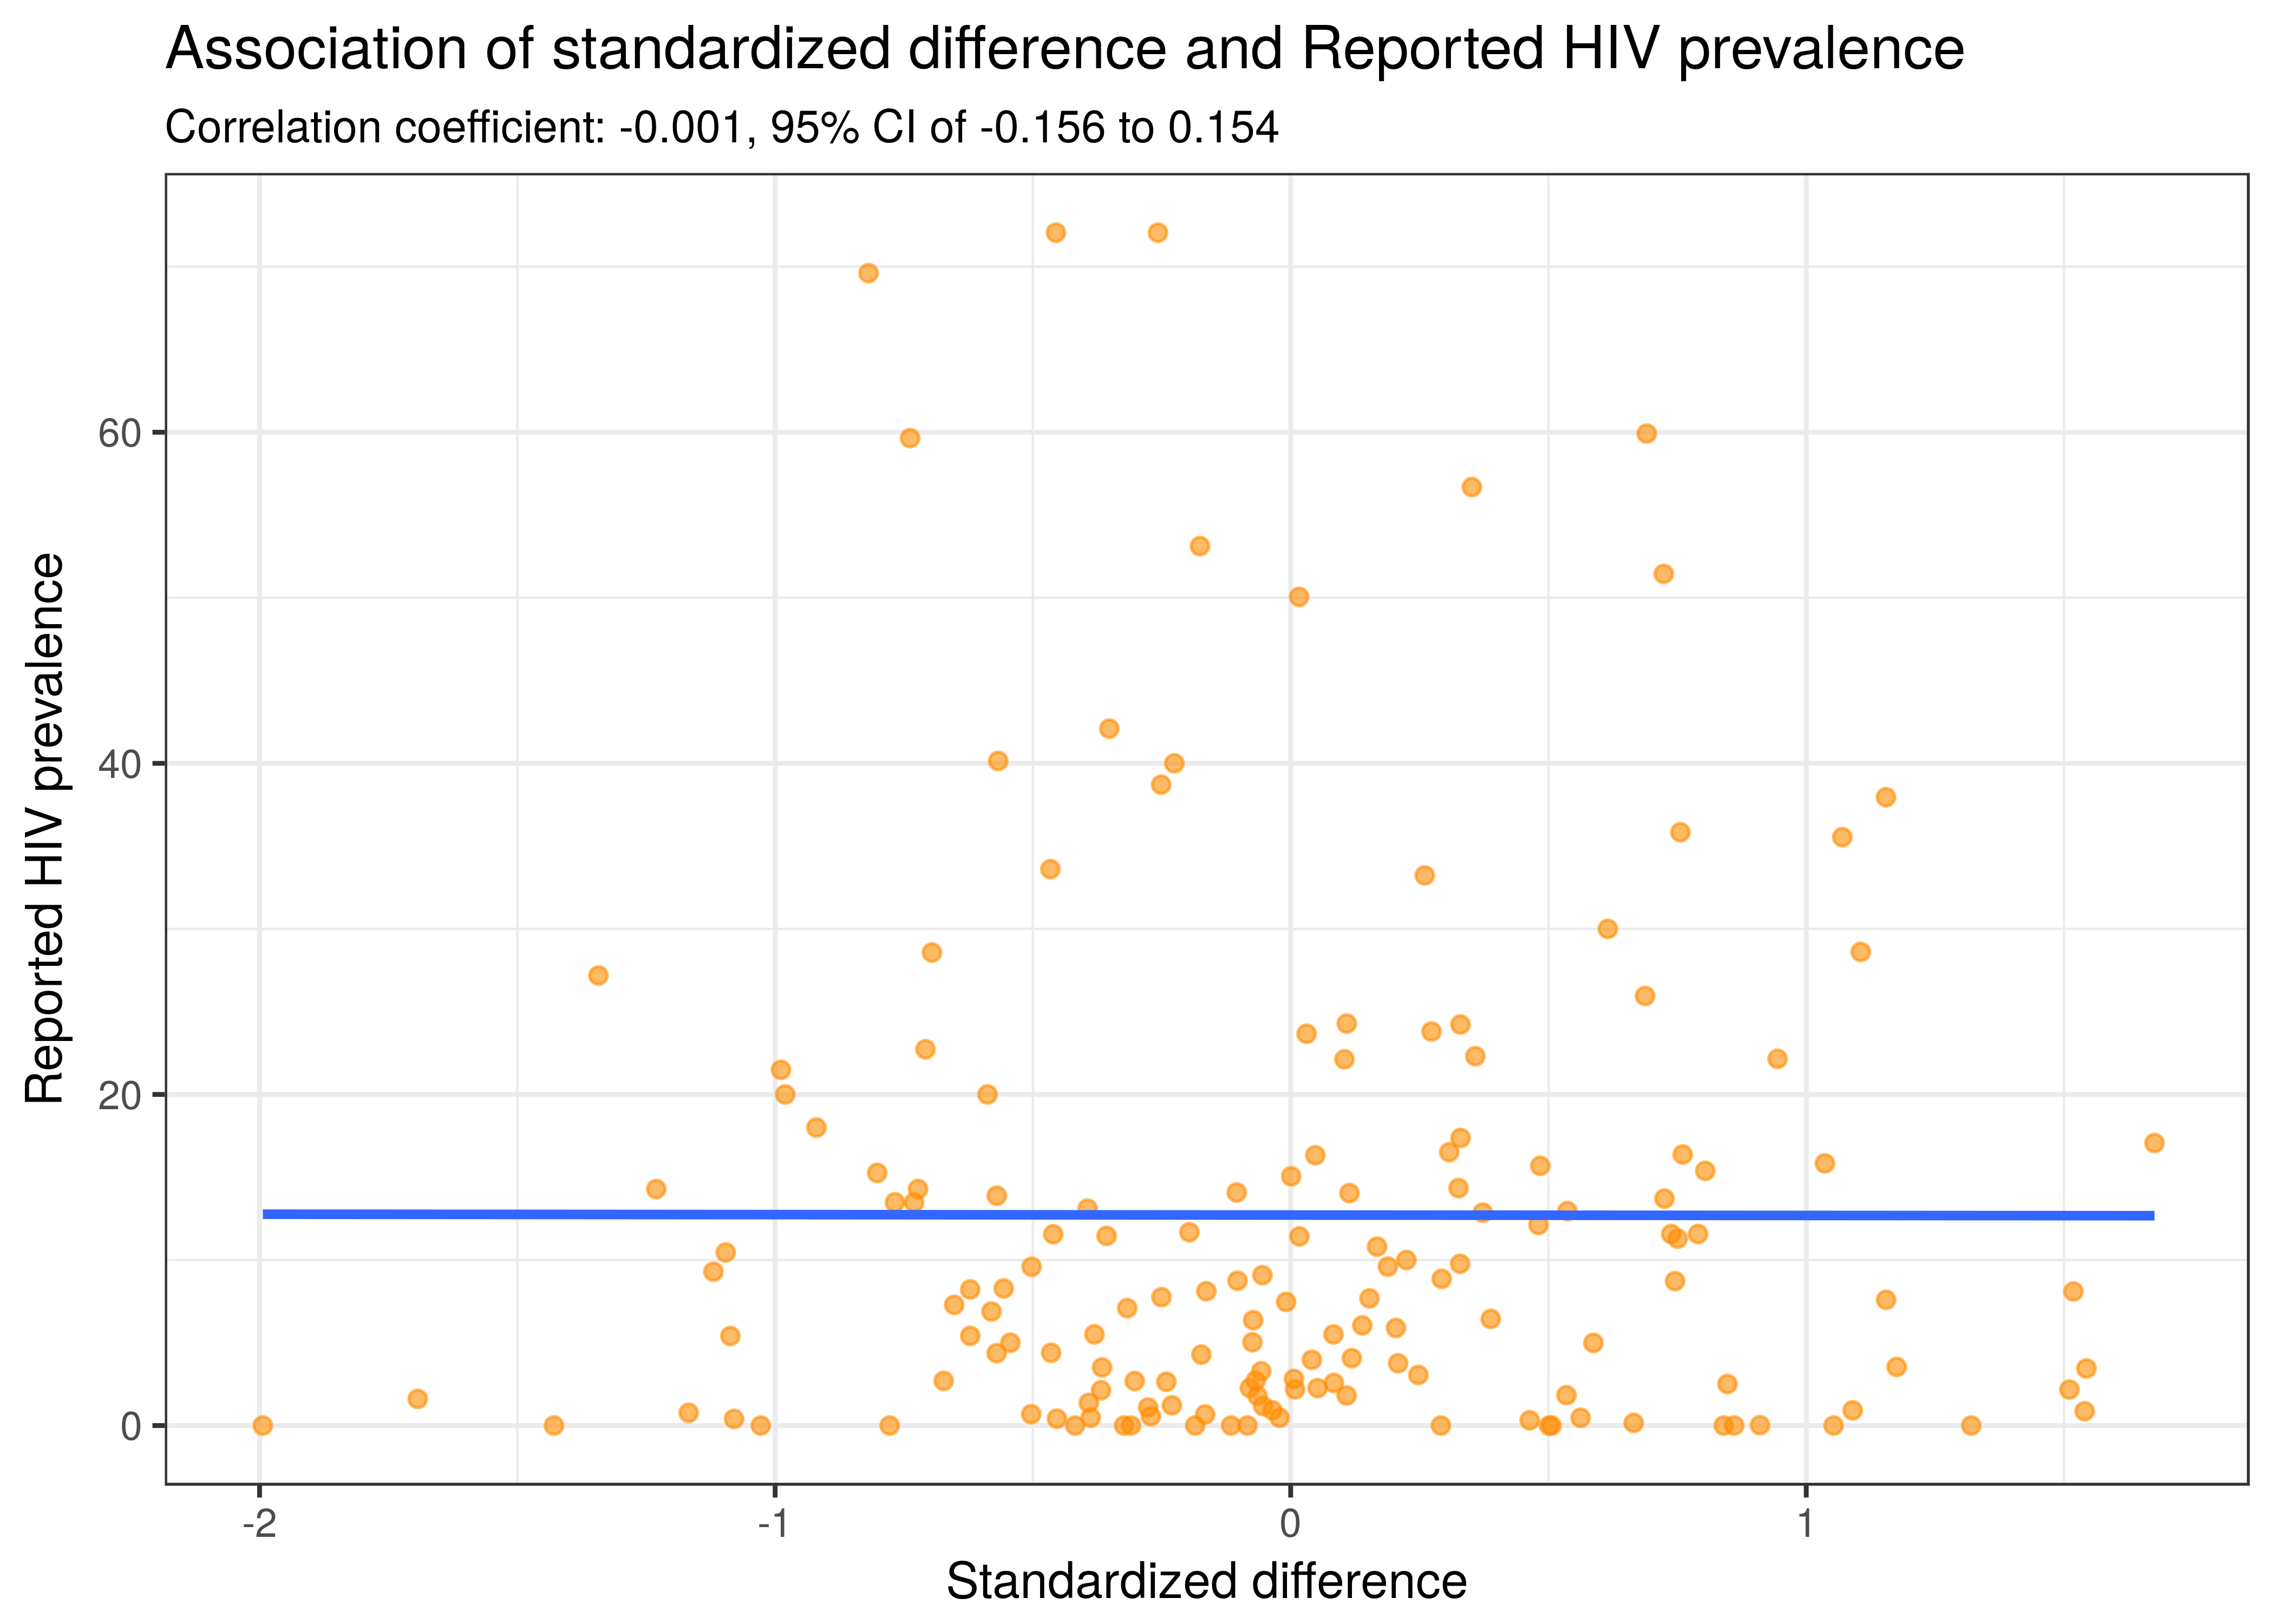 Association of standardized difference and Reported HIV prevalence
Correlation coefficient: -0.001, 95% CI of -0.156 to 0.154
Reported HIV prevalence
60
40
20
0
-2
-1
0
1
Standardized difference